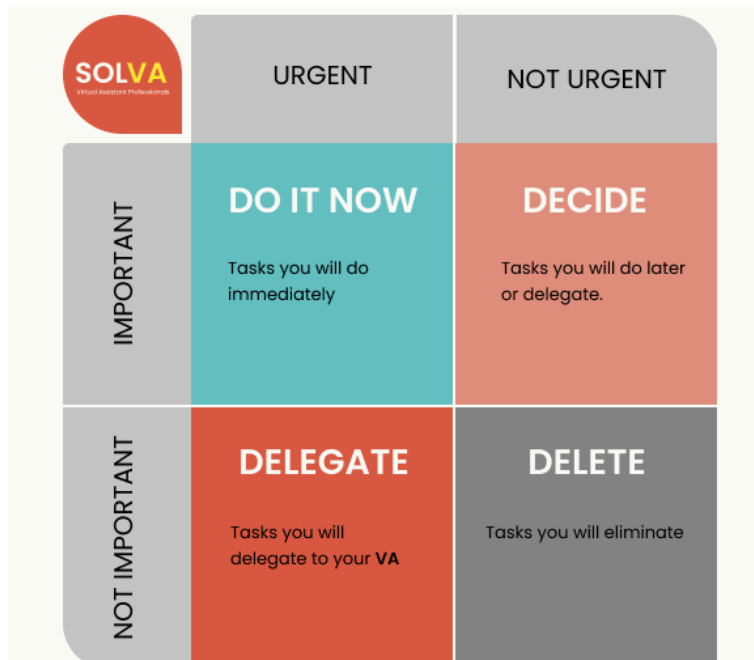 SOLVA
Virtual Assistant Professionals
URGENT
NOT URGENT
IMPORTANT
DO IT NOW
Tasks you will do
immediately
DECIDE
Tasks you will do later
or delegate.
NOT IMPORTANT
DELEGATE
Tasks you will
delegate to your VA
DELETE
Tasks you will eliminate